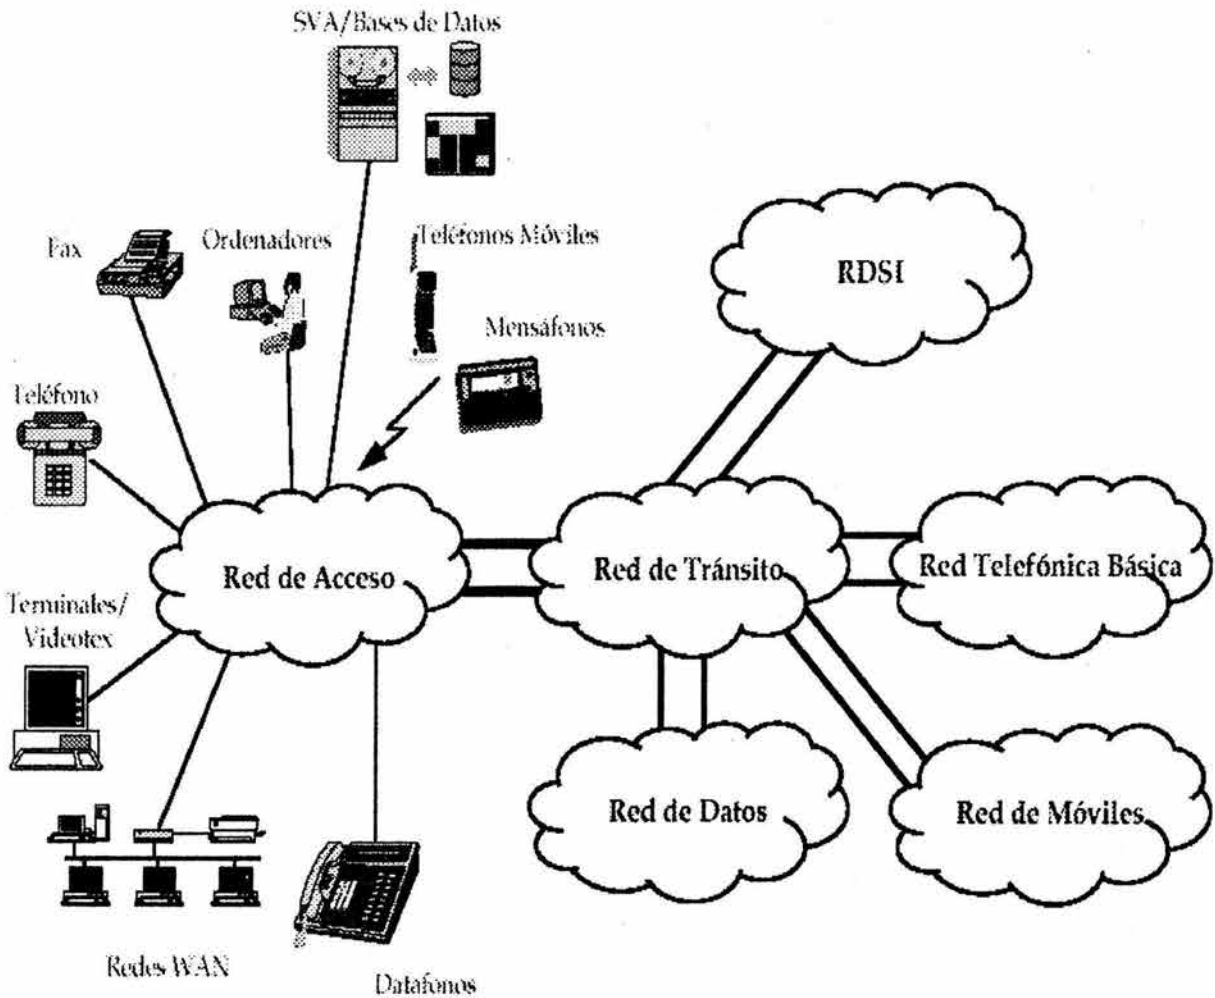 SVA/Bases de Datos
Fax
Ordenadores
Teléfonos Móviles
Mensáfonos
RDSI
Teléfono
Red de Acceso
Red de Tránsito
Red Telefónica Básica
Terminales/
Videotex
Red de Datos
Red de Móviles
Redes WAN
Datafonos